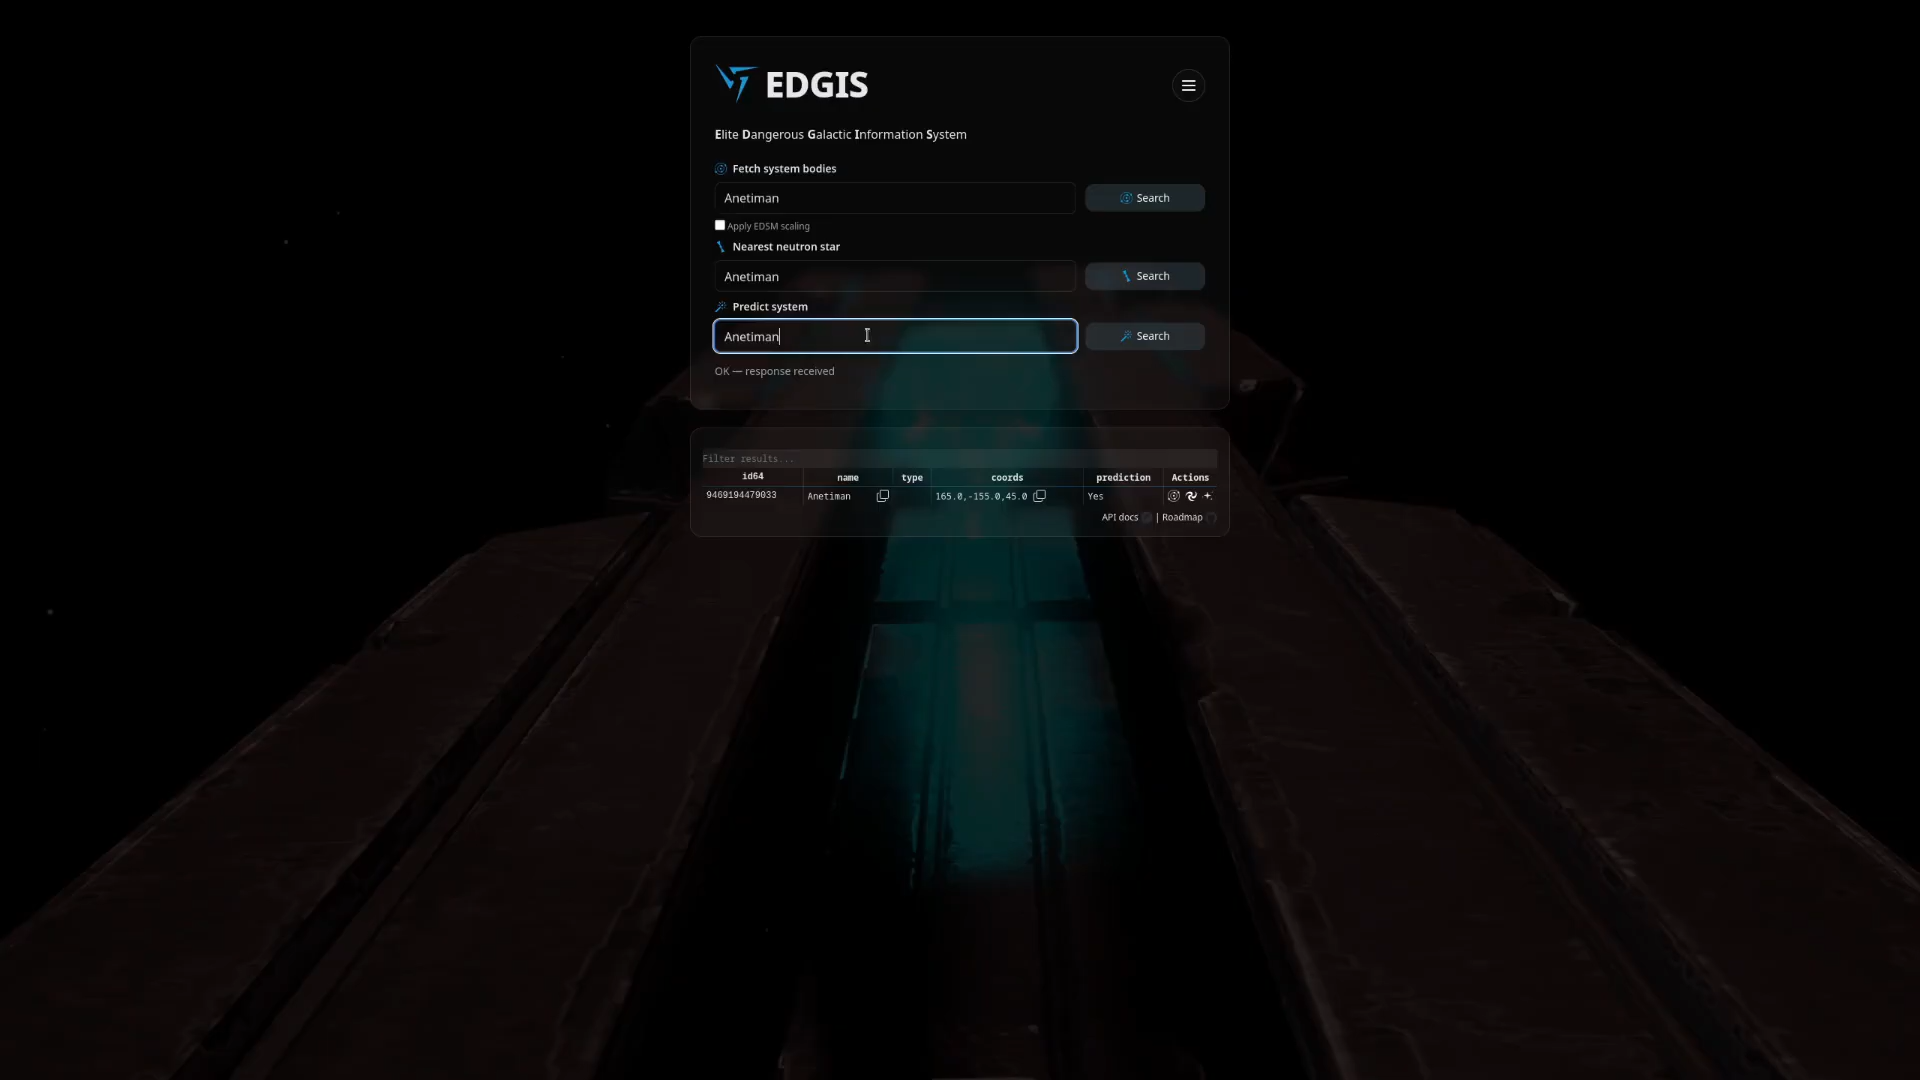 EDGIS
Elite Dangerous Galactic Information System
Fetch system bodies
Anetiman
Search
Apply EDSM scaling
Nearest neutron star
Anetiman
Search
Predict system
Anetiman
Search
OK — response received
Filter results...
id64 name type coords prediction Actions
9469194479033 Anetiman 165.0,-155.0,45.0 Yes
API docs | Roadmap